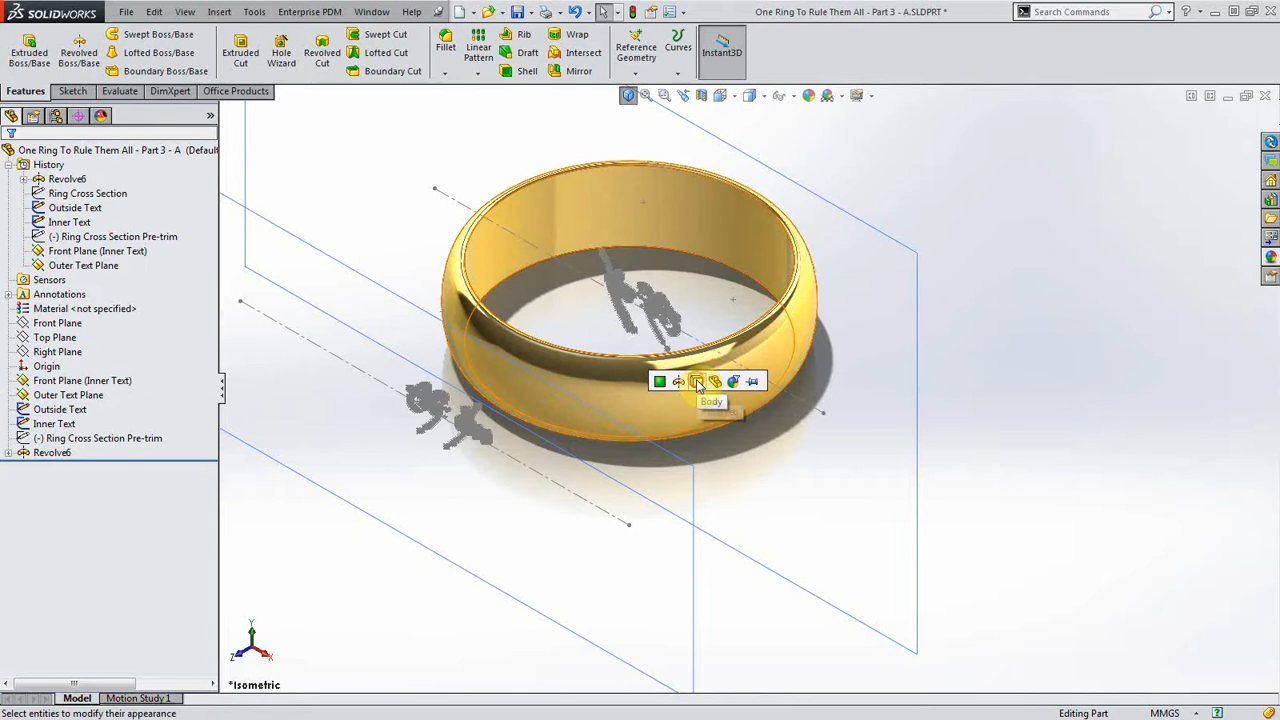 SOLIDWORKS
File Edit View Insert Tools Enterprise PDM Window Help
One Ring To Rule Them All - Part 3 - A.SLDPRT *
Search Commands
Extruded Boss/Base
Revolved Boss/Base
Swept Boss/Base
Lofted Boss/Base
Boundary Boss/Base
Extruded Cut
Hole Wizard
Revolved Cut
Swept Cut
Lofted Cut
Boundary Cut
Fillet
Linear Pattern
Rib
Draft
Shell
Wrap
Intersect
Mirror
Reference Geometry
Curves
Instant3D
Features Sketch Evaluate DimXpert Office Products
One Ring To Rule Them All - Part 3 - A (Default
History
Revolve6
Ring Cross Section
Outside Text
Inner Text
(-) Ring Cross Section Pre-trim
Front Plane (Inner Text)
Outer Text Plane
Sensors
Annotations
Material <not specified>
Front Plane
Top Plane
Right Plane
Origin
Front Plane (Inner Text)
Outer Text Plane
Outside Text
Inner Text
(-) Ring Cross Section Pre-trim
Revolve6
Body
Y
Z
X
*Isometric
Model Motion Study 1
Select entities to modify their appearance
Editing Part
MMGS